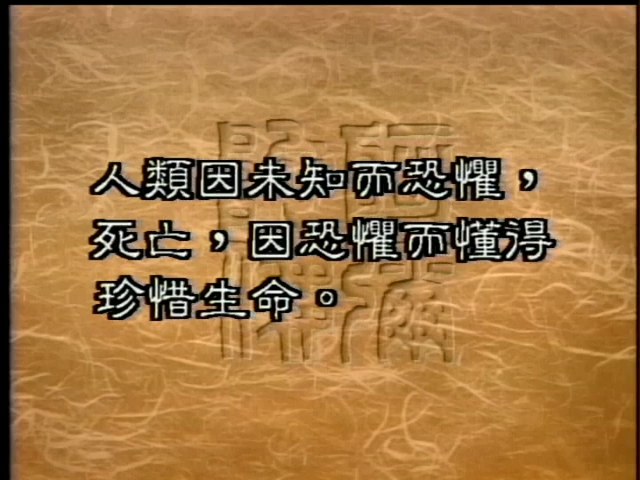 人類因未知而恐懼，
死亡，因恐懼而懂得
珍惜生命。